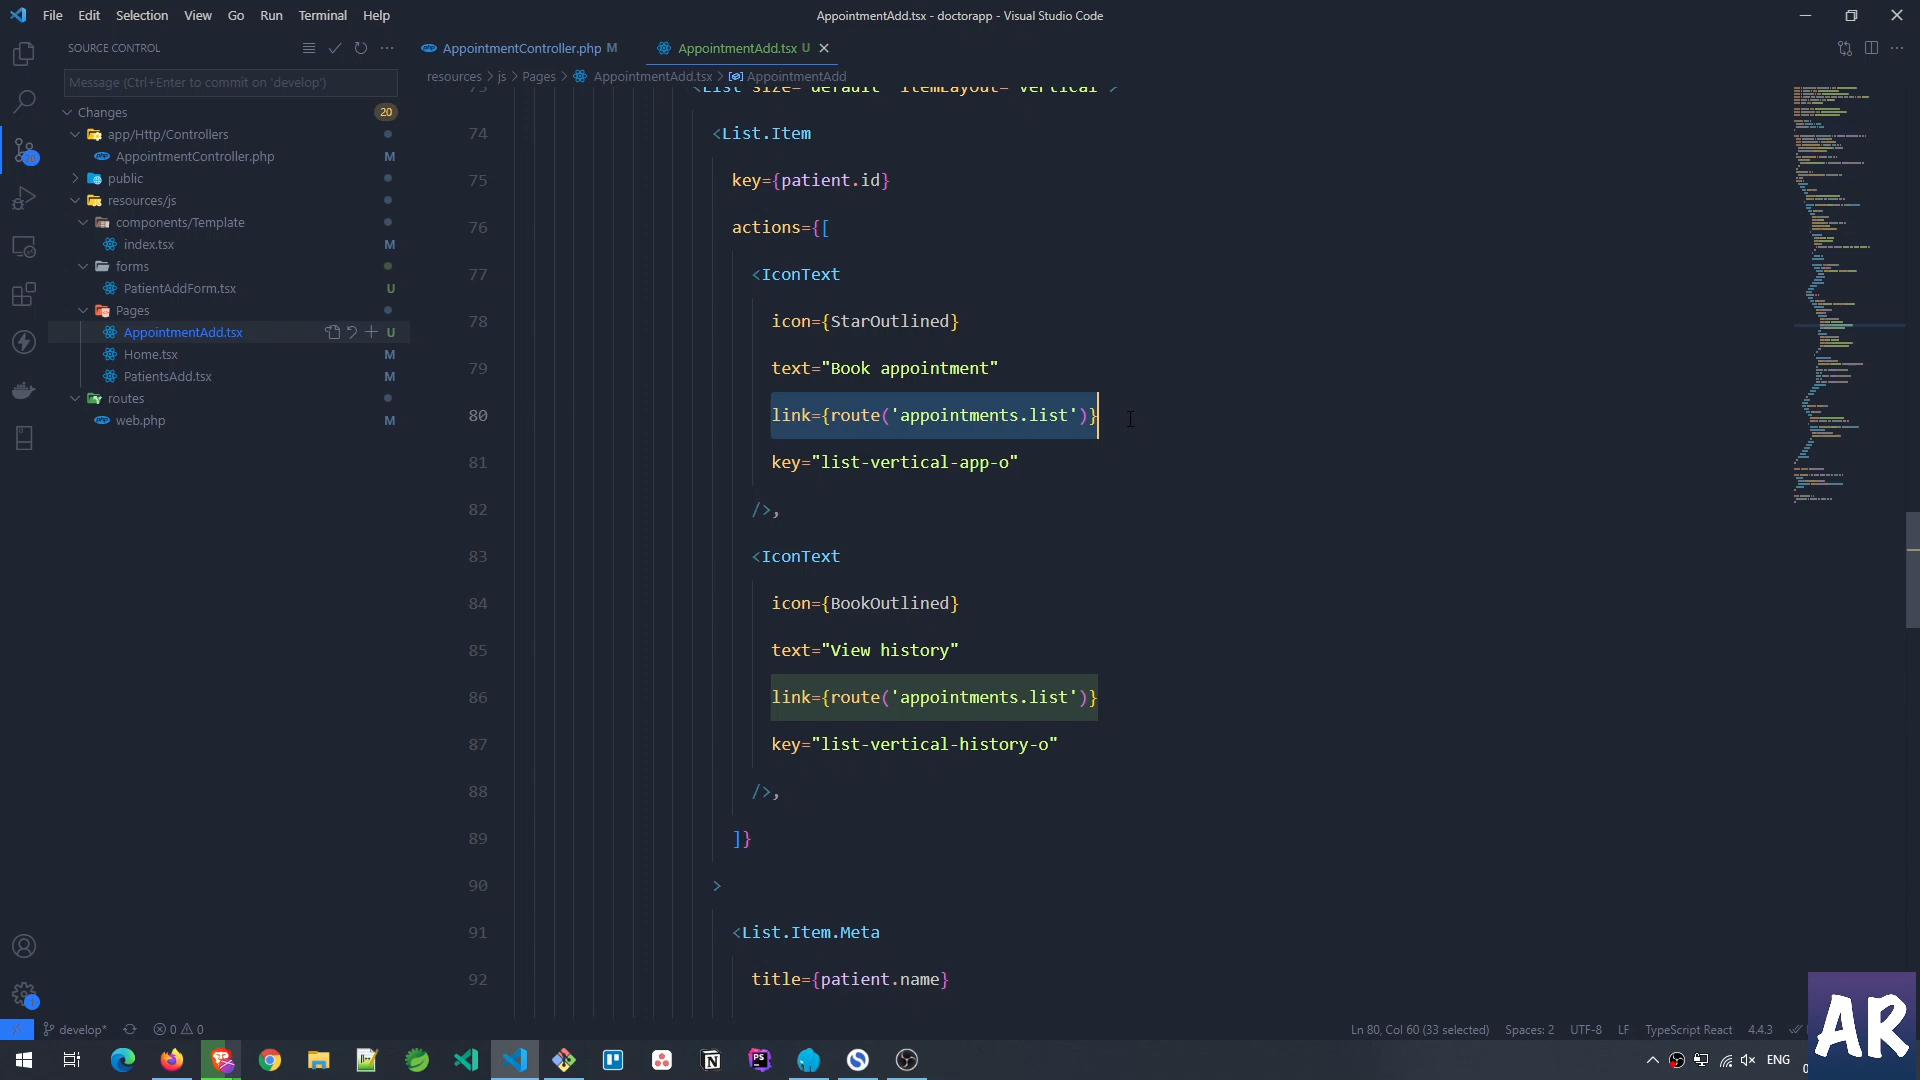 File Edit Selection View Go Run Terminal Help
AppointmentAdd.tsx - doctorapp - Visual Studio Code
SOURCE CONTROL
Message (Ctrl+Enter to commit on 'develop')
Changes 20
app/Http/Controllers
AppointmentController.php M
public
resources/js
components/Template
index.tsx M
forms
PatientAddForm.tsx U
Pages
AppointmentAdd.tsx U
Home.tsx M
PatientsAdd.tsx M
routes
web.php M
AppointmentController.php M
AppointmentAdd.tsx U
resources > js > Pages > AppointmentAdd.tsx > AppointmentAdd
73 <List size="default" itemLayout="vertical">
74 <List.Item
75 key={patient.id}
76 actions={[
77 <IconText
78 icon={StarOutlined}
79 text="Book appointment"
80 link={route('appointments.list')}
81 key="list-vertical-app-o"
82 />,
83 <IconText
84 icon={BookOutlined}
85 text="View history"
86 link={route('appointments.list')}
87 key="list-vertical-history-o"
88 />,
89 ]}
90 >
91 <List.Item.Meta
92 title={patient.name}
develop* 0 0
Ln 80, Col 60 (33 selected) Spaces: 2 UTF-8 LF TypeScript React 4.4.3
ENG
AR